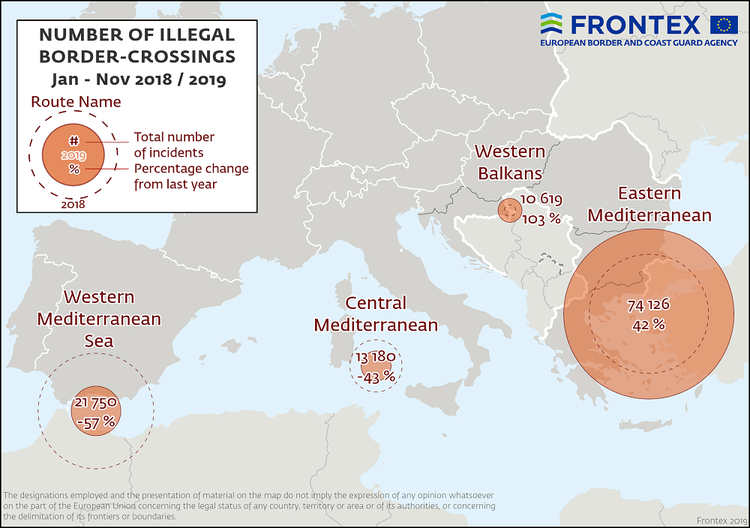 NUMBER OF ILLEGAL
BORDER-CROSSINGS
Jan - Nov 2018 / 2019
Route Name
#
2019
%
2018
Total number
of incidents
Percentage change
from last year
FRONTEX
EUROPEAN BORDER AND COAST GUARD AGENCY
Western
Balkans
10 619
103 %
Eastern
Mediterranean
74 126
42 %
Western
Mediterranean
Sea
21 750
-57 %
Central
Mediterranean
13 180
-43 %
The designations employed and the presentation of material on the map do not imply the expression of any opinion whatsoever
on the part of the European Union concerning the legal status of any country, territory or area or of its authorities, or concerning
the delimitation of its frontiers or boundaries.
Frontex 2019